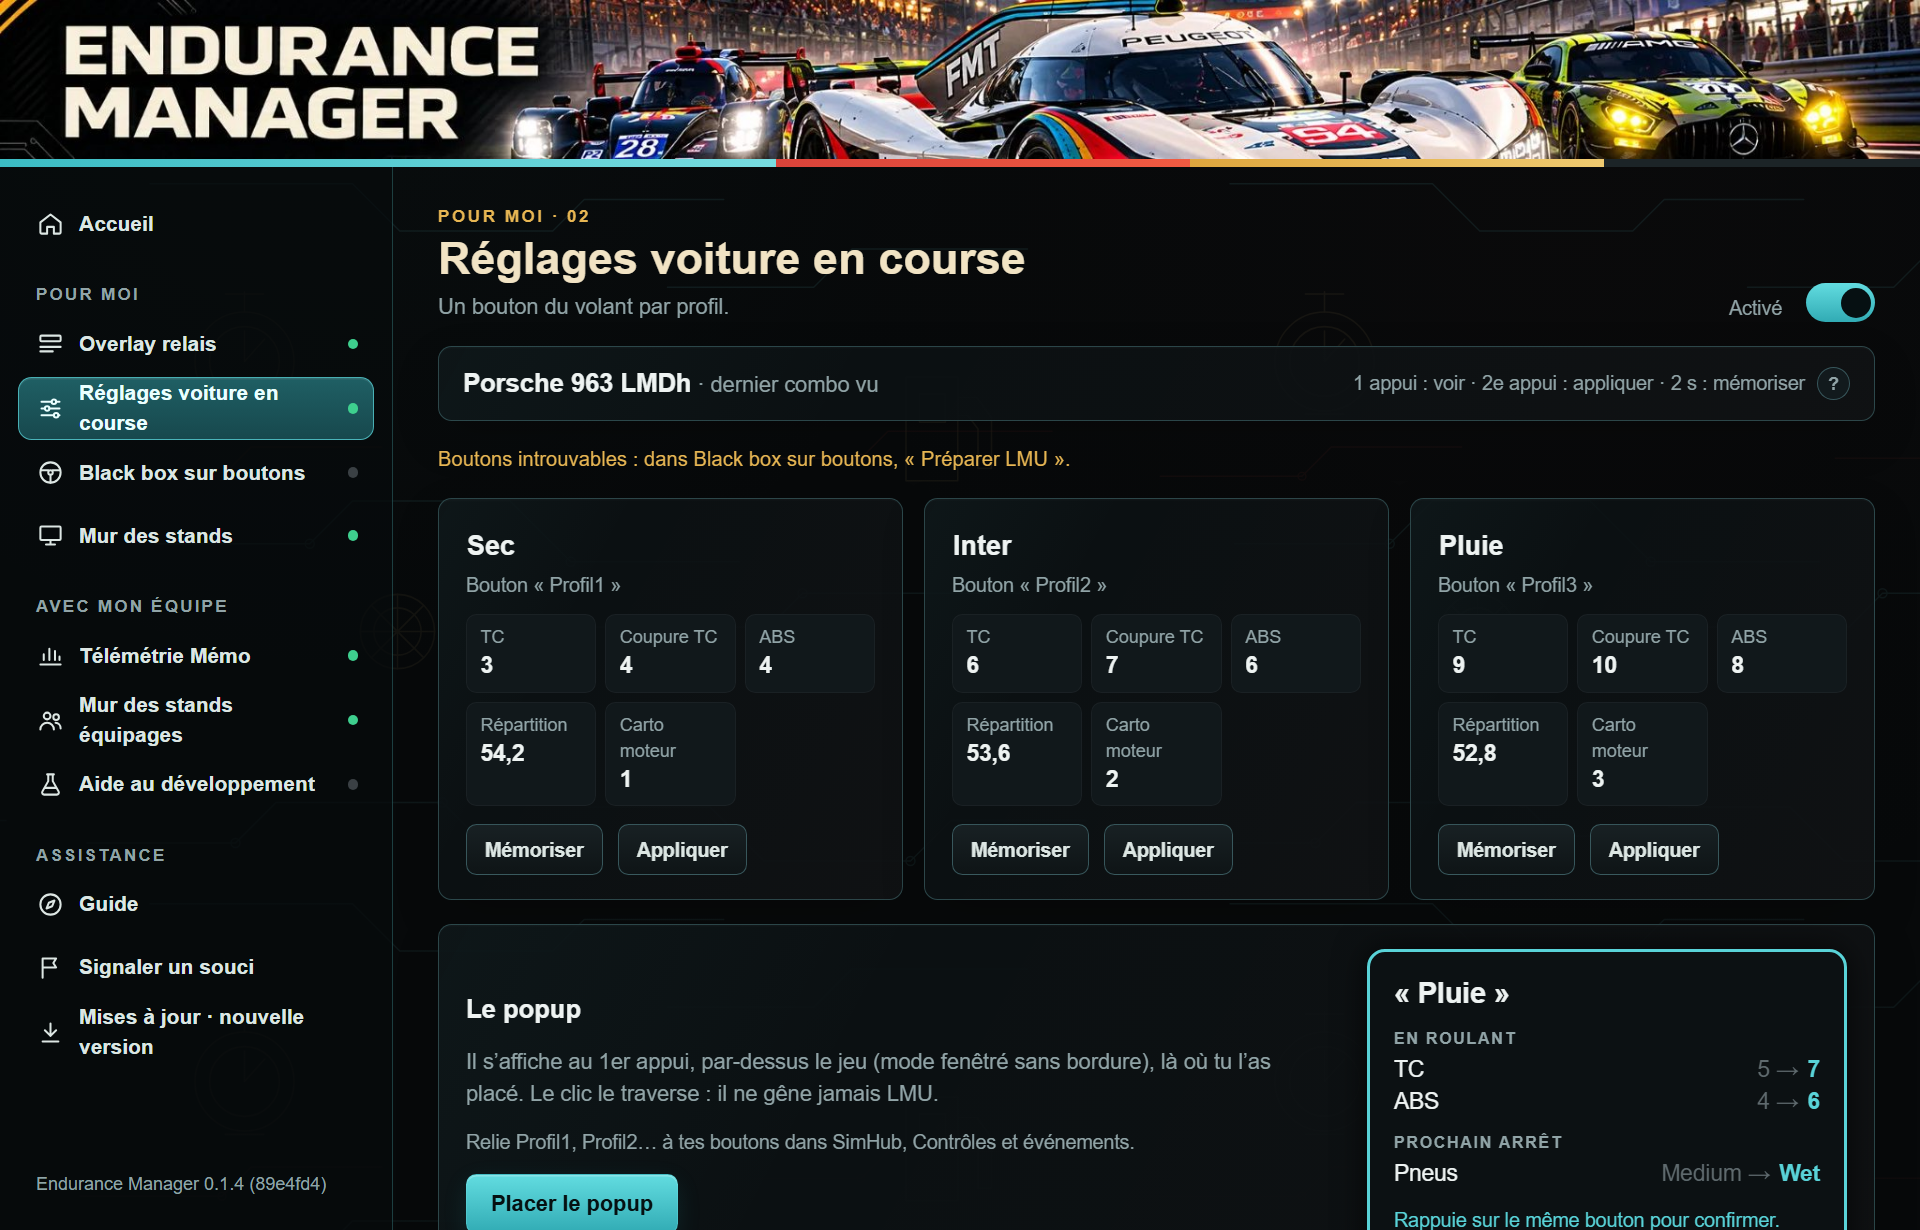 ENDURANCE
MANAGER
PEUGEOT
FMT
AMG
28
94
Accueil
POUR MOI
Overlay relais
Réglages voiture en
course
Black box sur boutons
Mur des stands
AVEC MON ÉQUIPE
Télémétrie Mémo
Mur des stands
équipages
Aide au développement
ASSISTANCE
Guide
Signaler un souci
Mises à jour · nouvelle
version
Endurance Manager 0.1.4 (89e4fd4)
POUR MOI · 02
Réglages voiture en course
Un bouton du volant par profil.
Activé
Porsche 963 LMDh · dernier combo vu
1 appui : voir · 2e appui : appliquer · 2 s : mémoriser ?
Boutons introuvables : dans Black box sur boutons, « Préparer LMU ».
Sec
Bouton « Profil1 »
TC
3
Coupure TC
4
ABS
4
Répartition
54,2
Carto
moteur
1
Mémoriser
Appliquer
Inter
Bouton « Profil2 »
TC
6
Coupure TC
7
ABS
6
Répartition
53,6
Carto
moteur
2
Mémoriser
Appliquer
Pluie
Bouton « Profil3 »
TC
9
Coupure TC
10
ABS
8
Répartition
52,8
Carto
moteur
3
Mémoriser
Appliquer
Le popup
Il s’affiche au 1er appui, par-dessus le jeu (mode fenêtré sans bordure), là où tu l’as
placé. Le clic le traverse : il ne gêne jamais LMU.
Relie Profil1, Profil2… à tes boutons dans SimHub, Contrôles et événements.
Placer le popup
« Pluie »
EN ROULANT
TC 5 → 7
ABS 4 → 6
PROCHAIN ARRÊT
Pneus Medium → Wet
Rappuie sur le même bouton pour confirmer.